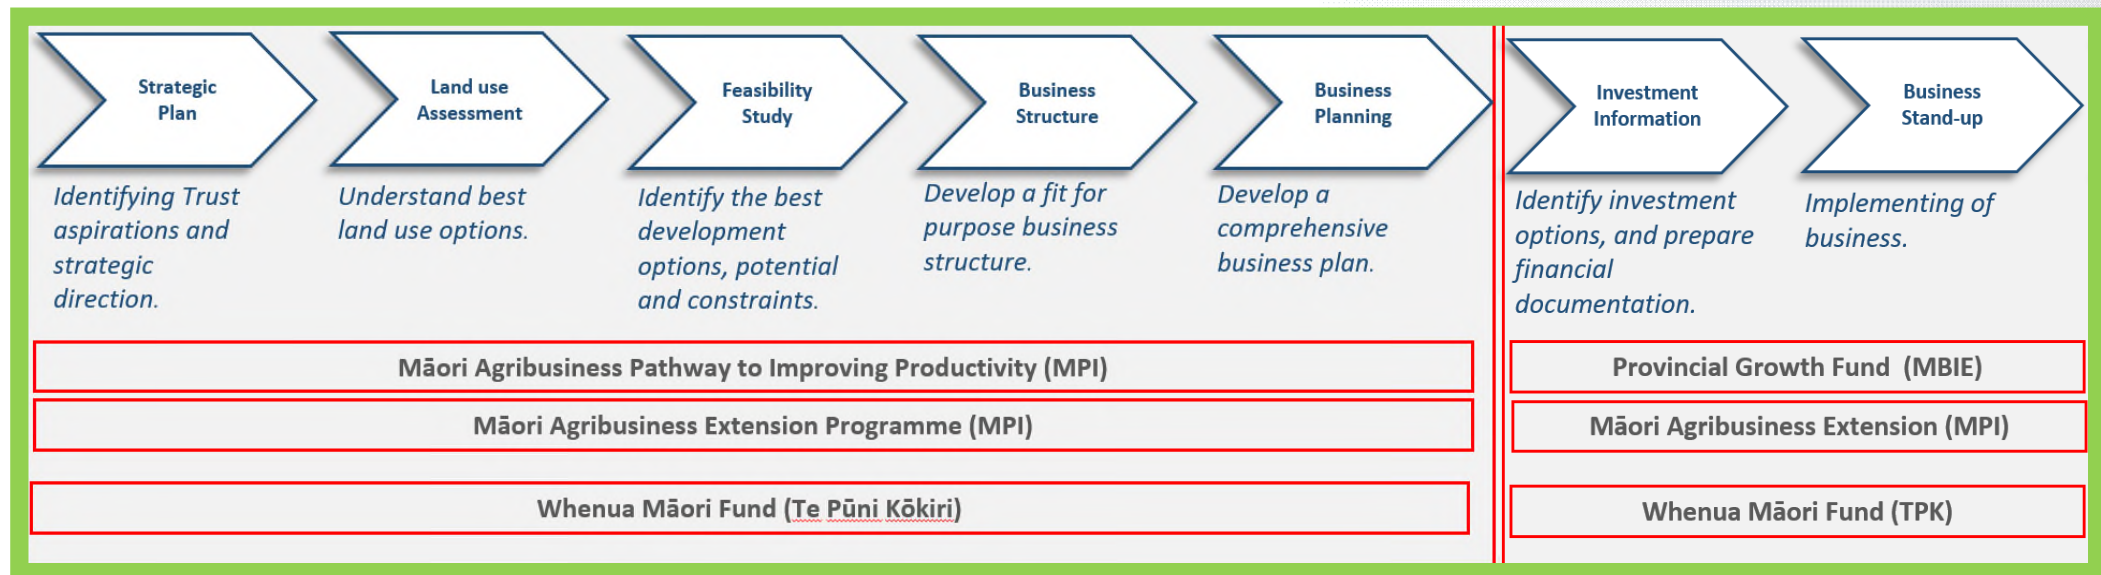 Strategic
Plan
Land use
Assessment
Feasibility
Study
Business
Structure
Business
Planning
Investment
Information
Business
Stand-up
Identifying Trust
aspirations and
strategic
direction.
Understand best
land use options.
Identify the best
development
options, potential
and constraints.
Develop a fit for
purpose business
structure.
Develop a
comprehensive
business plan.
Identify investment
options, and prepare
financial
documentation.
Implementing of
business.
Māori Agribusiness Pathway to Improving Productivity (MPI)
Provincial Growth Fund (MBIE)
Māori Agribusiness Extension Programme (MPI)
Māori Agribusiness Extension (MPI)
Whenua Māori Fund (Te Pūni Kōkiri)
Whenua Māori Fund (TPK)